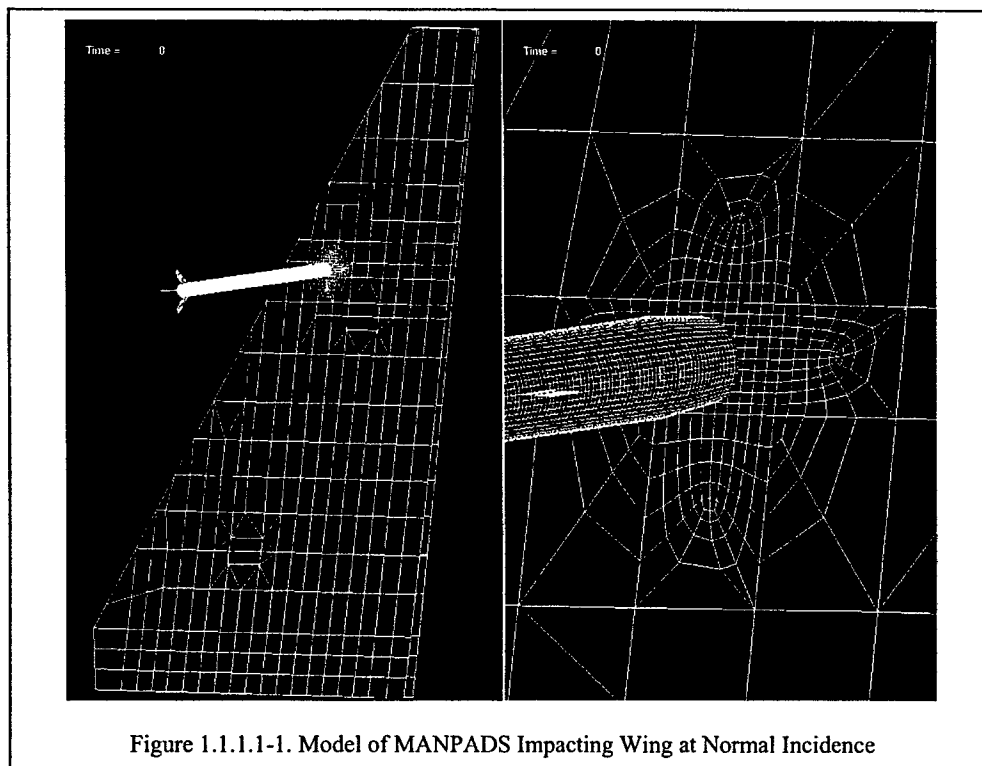 Time = 0
Time = 0
Figure 1.1.1.1-1. Model of MANPADS Impacting Wing at Normal Incidence